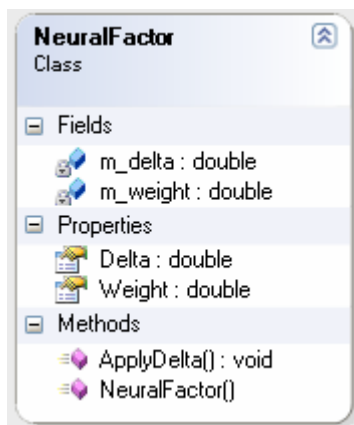 NeuralFactor
Class
Fields
m_delta : double
m_weight : double
Properties
Delta : double
Weight : double
Methods
ApplyDelta() : void
NeuralFactor()